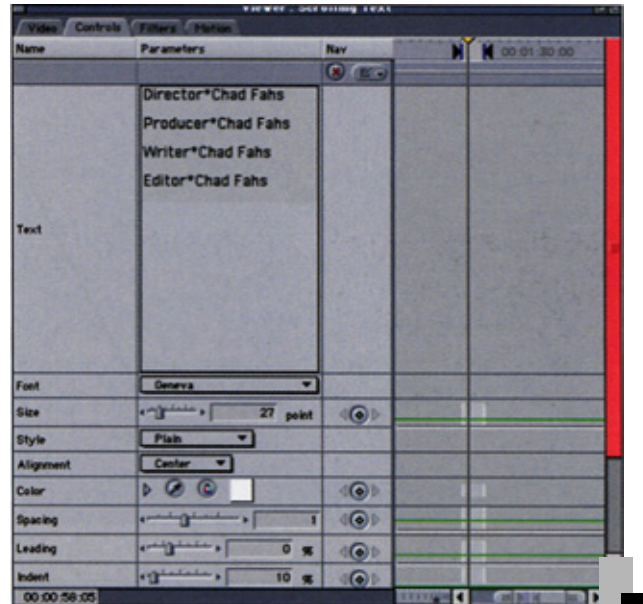 Viewer : Scrolling Text
Video Controls Filters Motion
Name Parameters Nav 00:01:30:00
Text
Director*Chad Fahs
Producer*Chad Fahs
Writer*Chad Fahs
Editor*Chad Fahs
Font Geneva
Size 27 point
Style Plain
Alignment Center
Color
Spacing 1
Leading 0 %
Indent 10 %
00:00:58:05